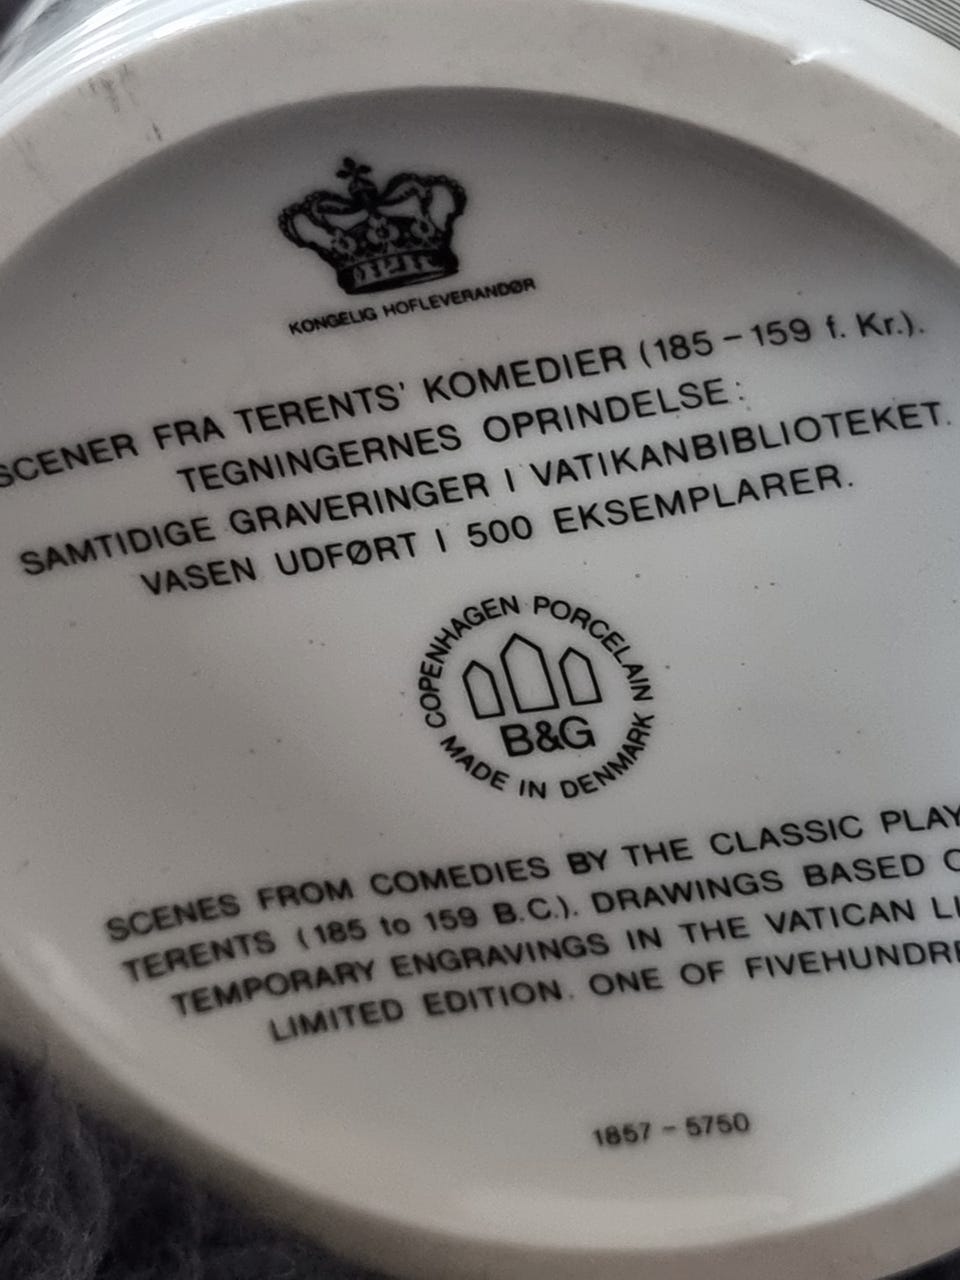 KONGELIG HOFLEVERANDØR
SCENER FRA TERENTS' KOMEDIER (185 – 159 f. Kr.).
TEGNINGERNES OPRINDELSE:
SAMTIDIGE GRAVERINGER I VATIKANBIBLIOTEKET.
VASEN UDFØRT I 500 EKSEMPLARER.
COPENHAGEN PORCELAIN
B&G
MADE IN DENMARK
SCENES FROM COMEDIES BY THE CLASSIC PLAY
TERENTS (185 to 159 B.C.). DRAWINGS BASED
TEMPORARY ENGRAVINGS IN THE VATICAN LI
LIMITED EDITION. ONE OF FIVEHUNDRE
1857 – 5750